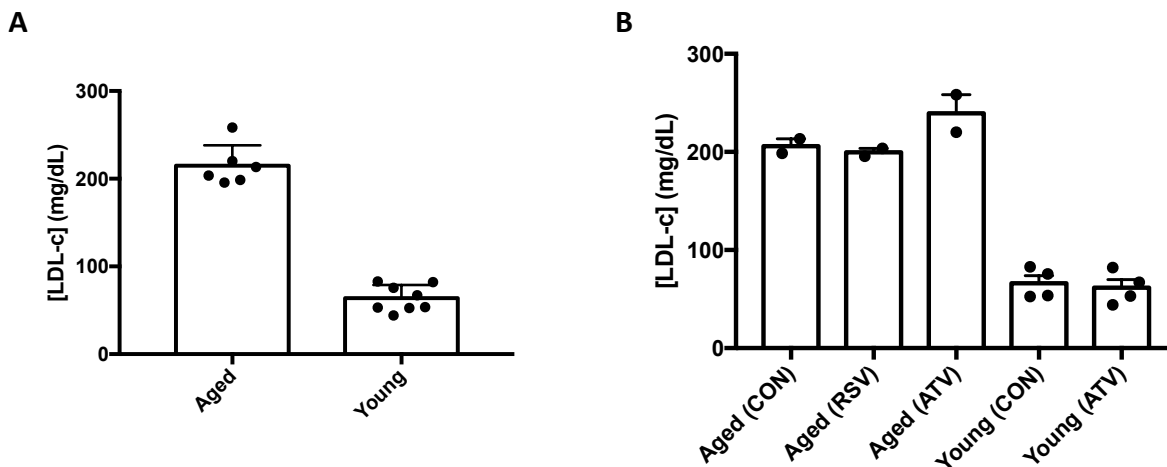 A
[LDL-c] (mg/dL)
300
200
100
0
Aged
Young
B
[LDL-c] (mg/dL)
300
200
100
0
Aged (CON)
Aged (RSV)
Aged (ATV)
Young (CON)
Young (ATV)